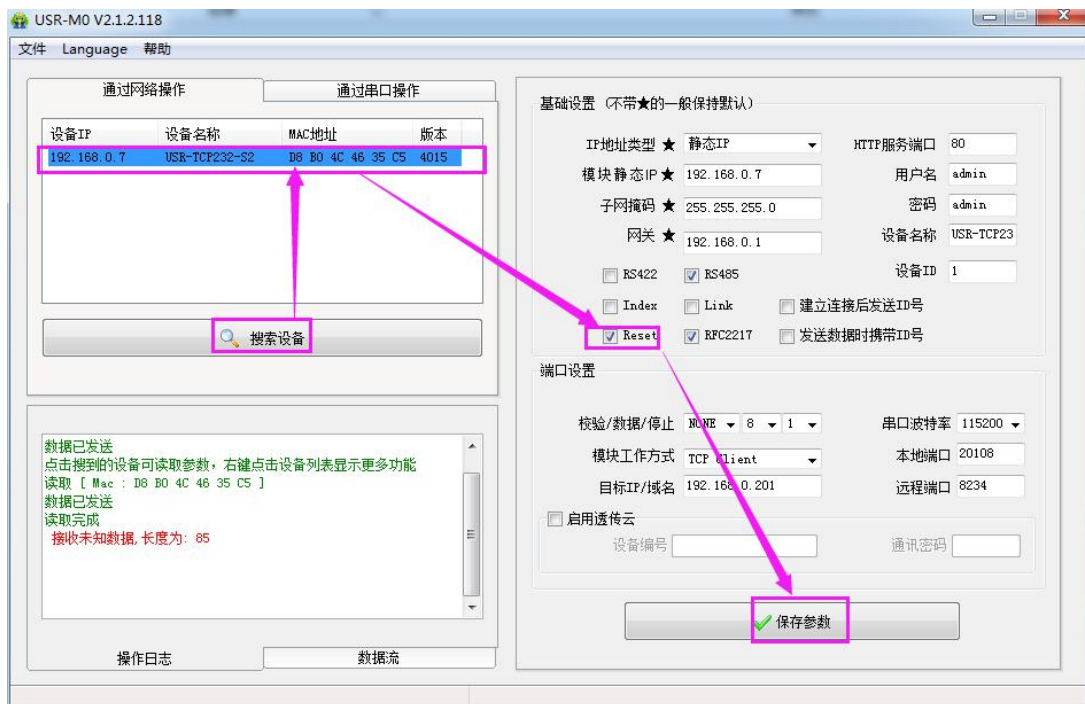 USR-M0 V2.1.2.118
文件 Language 帮助
通过网络操作 通过串口操作
设备IP 设备名称 MAC地址 版本
192.168.0.7 USR-TCP232-S2 D8 B0 4C 46 35 C5 4015
搜索设备
数据已发送
点击搜到的设备可读取参数，右键点击设备列表显示更多功能
读取 [ Mac : D8 B0 4C 46 35 C5 ]
数据已发送
读取完成
接收未知数据,长度为: 85
操作日志 数据流
基础设置 (不带★的一般保持默认)
IP地址类型 ★ 静态IP HTTP服务端口 80
模块静态IP ★ 192.168.0.7 用户名 admin
子网掩码 ★ 255.255.255.0 密码 admin
网关 ★ 192.168.0.1 设备名称 USR-TCP23
RS422 RS485 设备ID 1
Index Link 建立连接后发送ID号
Reset RFC2217 发送数据时携带ID号
端口设置
校验/数据/停止 NONE 8 1 串口波特率 115200
模块工作方式 TCP Client 本地端口 20108
目标IP/域名 192.168.0.201 远程端口 8234
启用透传云
设备编号 通讯密码
保存参数